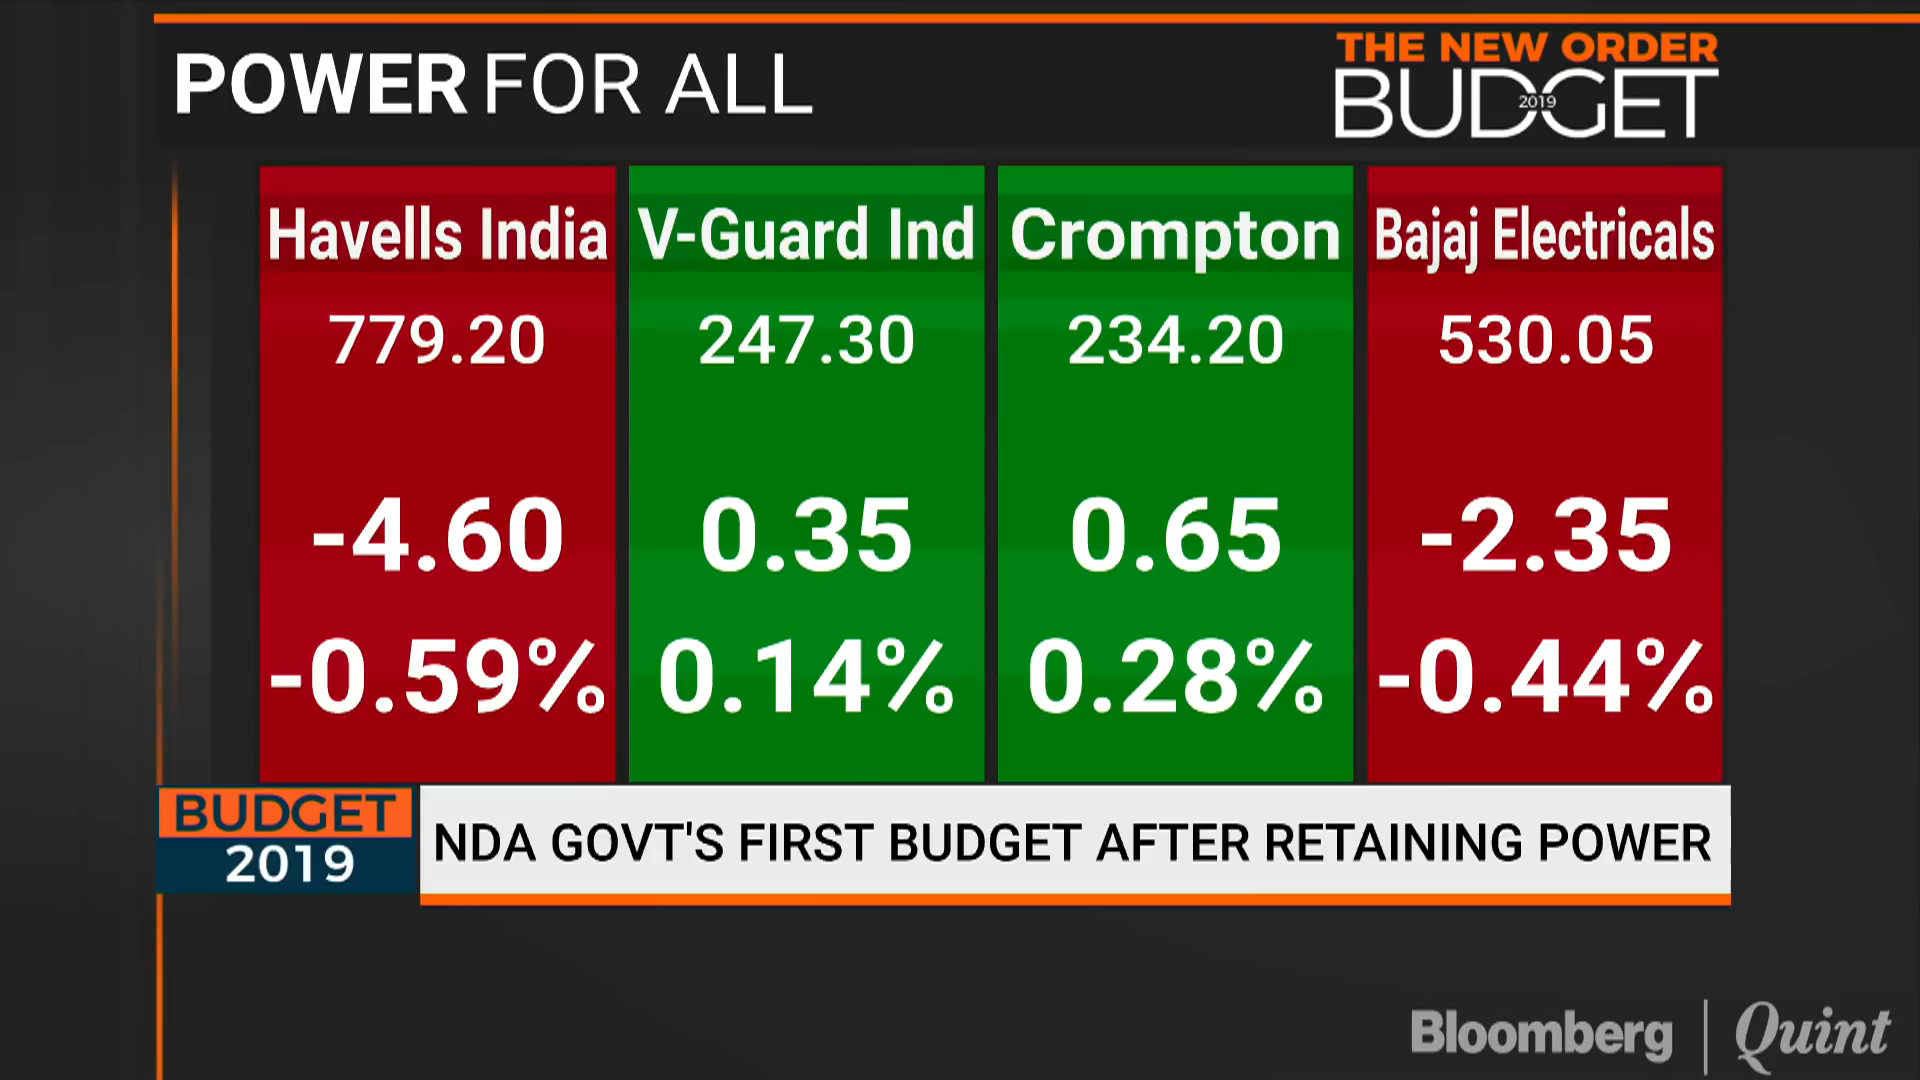 POWER FOR ALL
THE NEW ORDER
BUDGET
2019
Havells India
779.20
-4.60
-0.59%
V-Guard Ind
247.30
0.35
0.14%
Crompton
234.20
0.65
0.28%
Bajaj Electricals
530.05
-2.35
-0.44%
BUDGET
2019
NDA GOVT'S FIRST BUDGET AFTER RETAINING POWER
Bloomberg | Quint